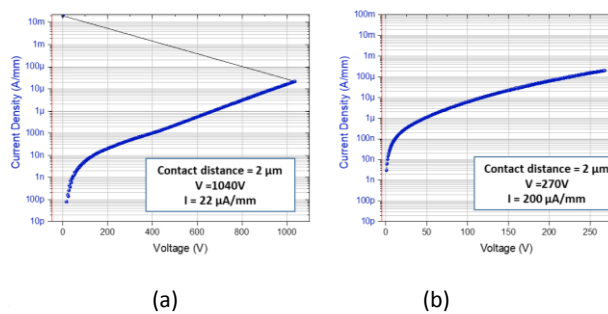 10m
1m
100µ
10µ
1µ
100n
10n
1n
100p
10p
Current Density (A/mm)
Contact distance = 2 µm
V =1040V
I = 22 µA/mm
0 200 400 600 800 1000
Voltage (V)
(a)
100m
10m
1m
100µ
10µ
1µ
100n
10n
1n
100p
10p
Current Density (A/mm)
Contact distance = 2 µm
V=270V
I = 200 µA/mm
0 50 100 150 200 250
Voltage (V)
(b)